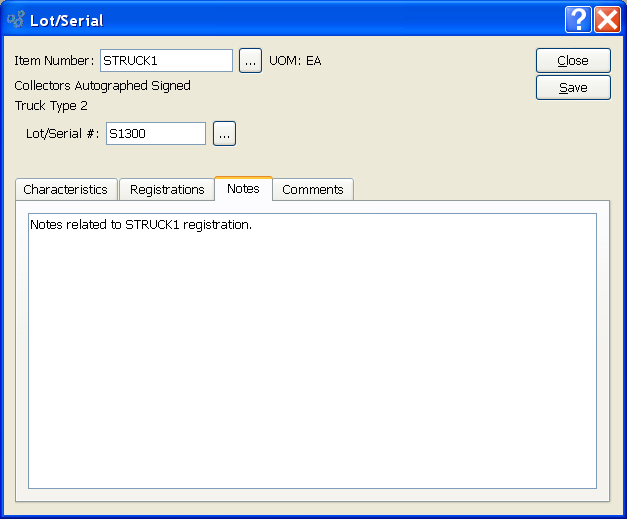 Lot/Serial
Item Number: STRUCK1 ... UOM: EA
Close
Collectors Autographed Signed
Save
Truck Type 2
Lot/Serial #: S1300 ...
Characteristics Registrations Notes Comments
Notes related to STRUCK1 registration.